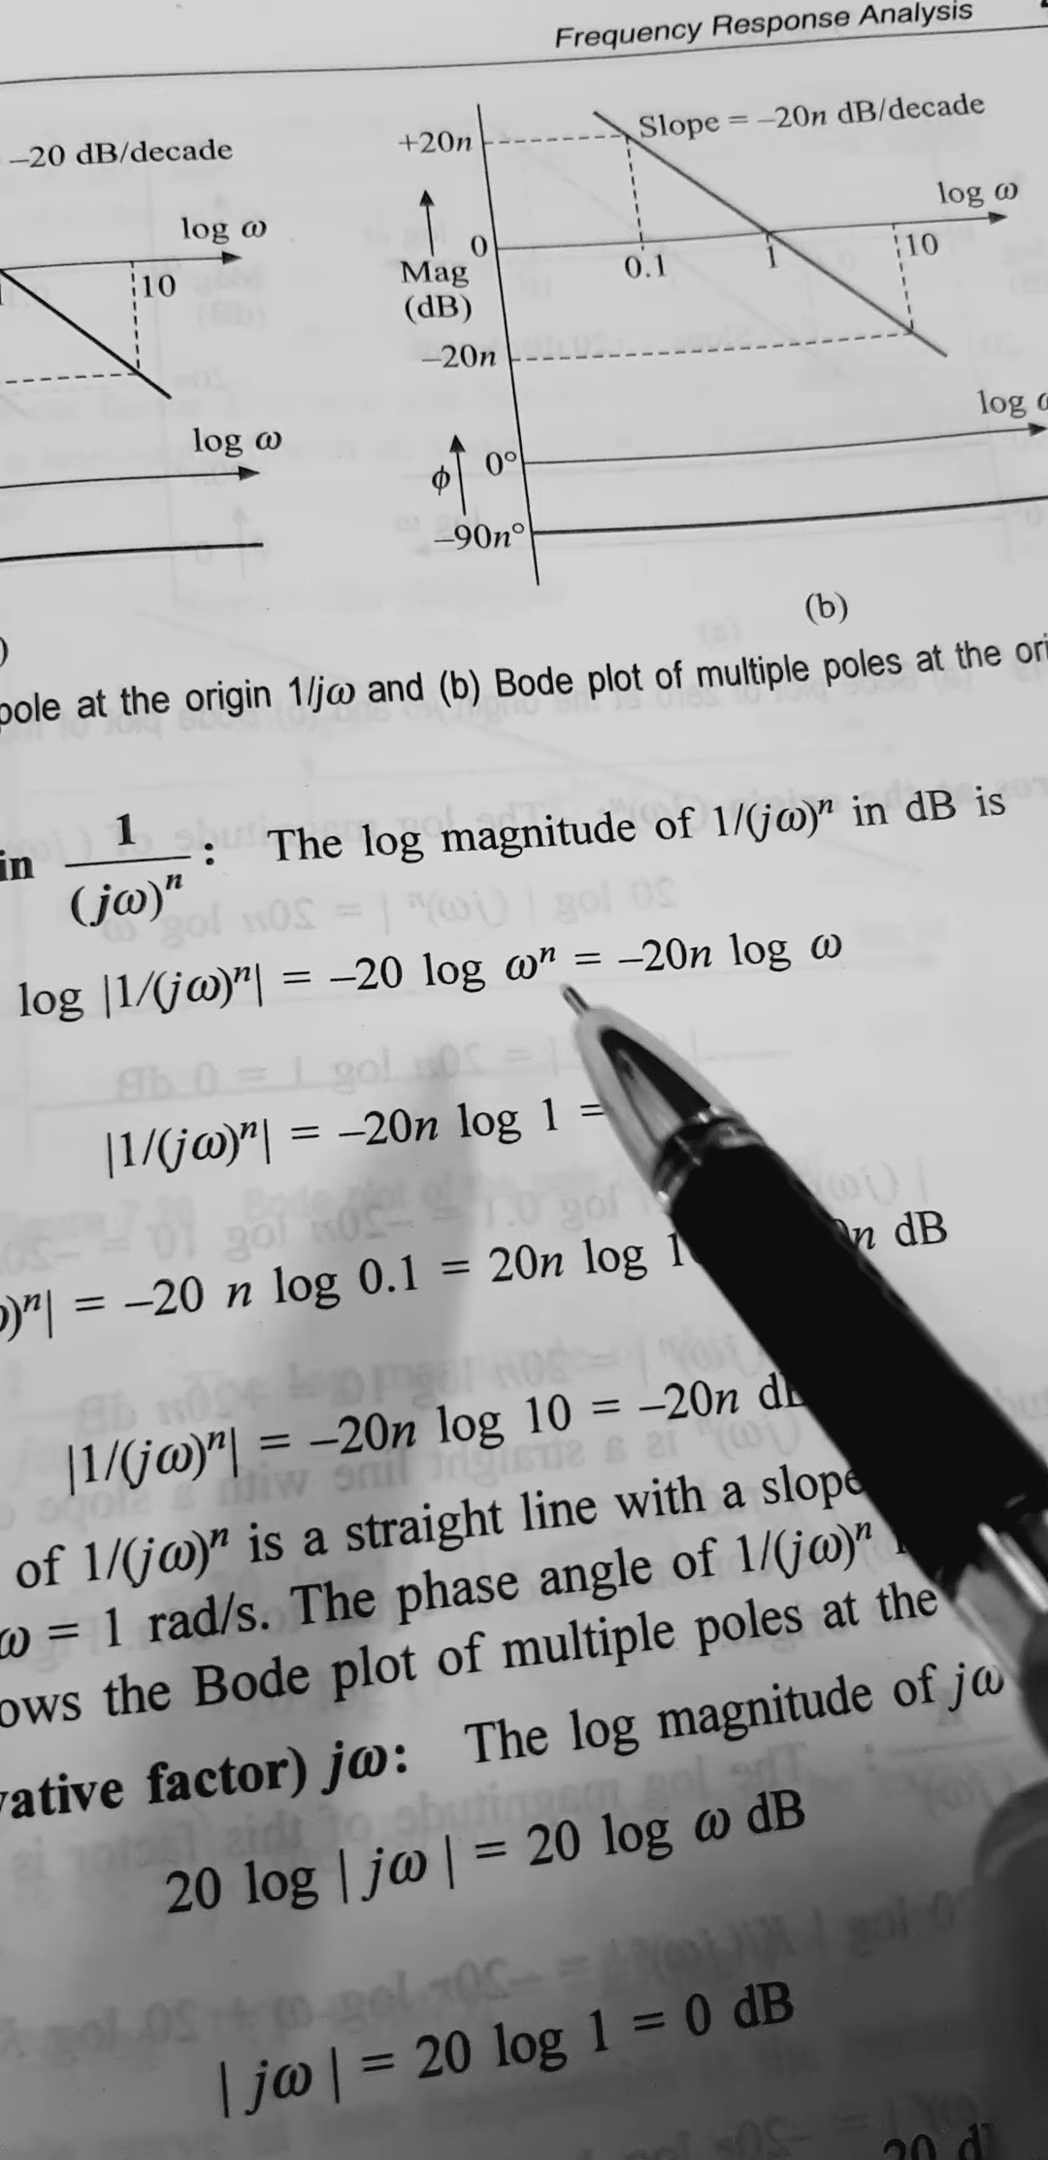 Frequency Response Analysis
–20 dB/decade
log ω
10
log ω
+20n
Slope = –20n dB/decade
log ω
0
Mag
(dB)
0.1
1
10
–20n
log
ϕ
0°
–90n°
(b)
pole at the origin 1/jω and (b) Bode plot of multiple poles at the
in 1/(jω)ⁿ : The log magnitude of 1/(jω)ⁿ in dB is
log |1/(jω)ⁿ| = –20 log ωⁿ = –20n log ω
|1/(jω)ⁿ| = –20n log 1 =
)ⁿ| = –20 n log 0.1 = 20n log n dB
|1/(jω)ⁿ| = –20n log 10 = –20n
of 1/(jω)ⁿ is a straight line with a slope
ω = 1 rad/s. The phase angle of 1/(jω)ⁿ
the Bode plot of multiple poles at the
factor) jω: The log magnitude of jω
20 log | jω | = 20 log ω dB
| jω | = 20 log 1 = 0 dB
20